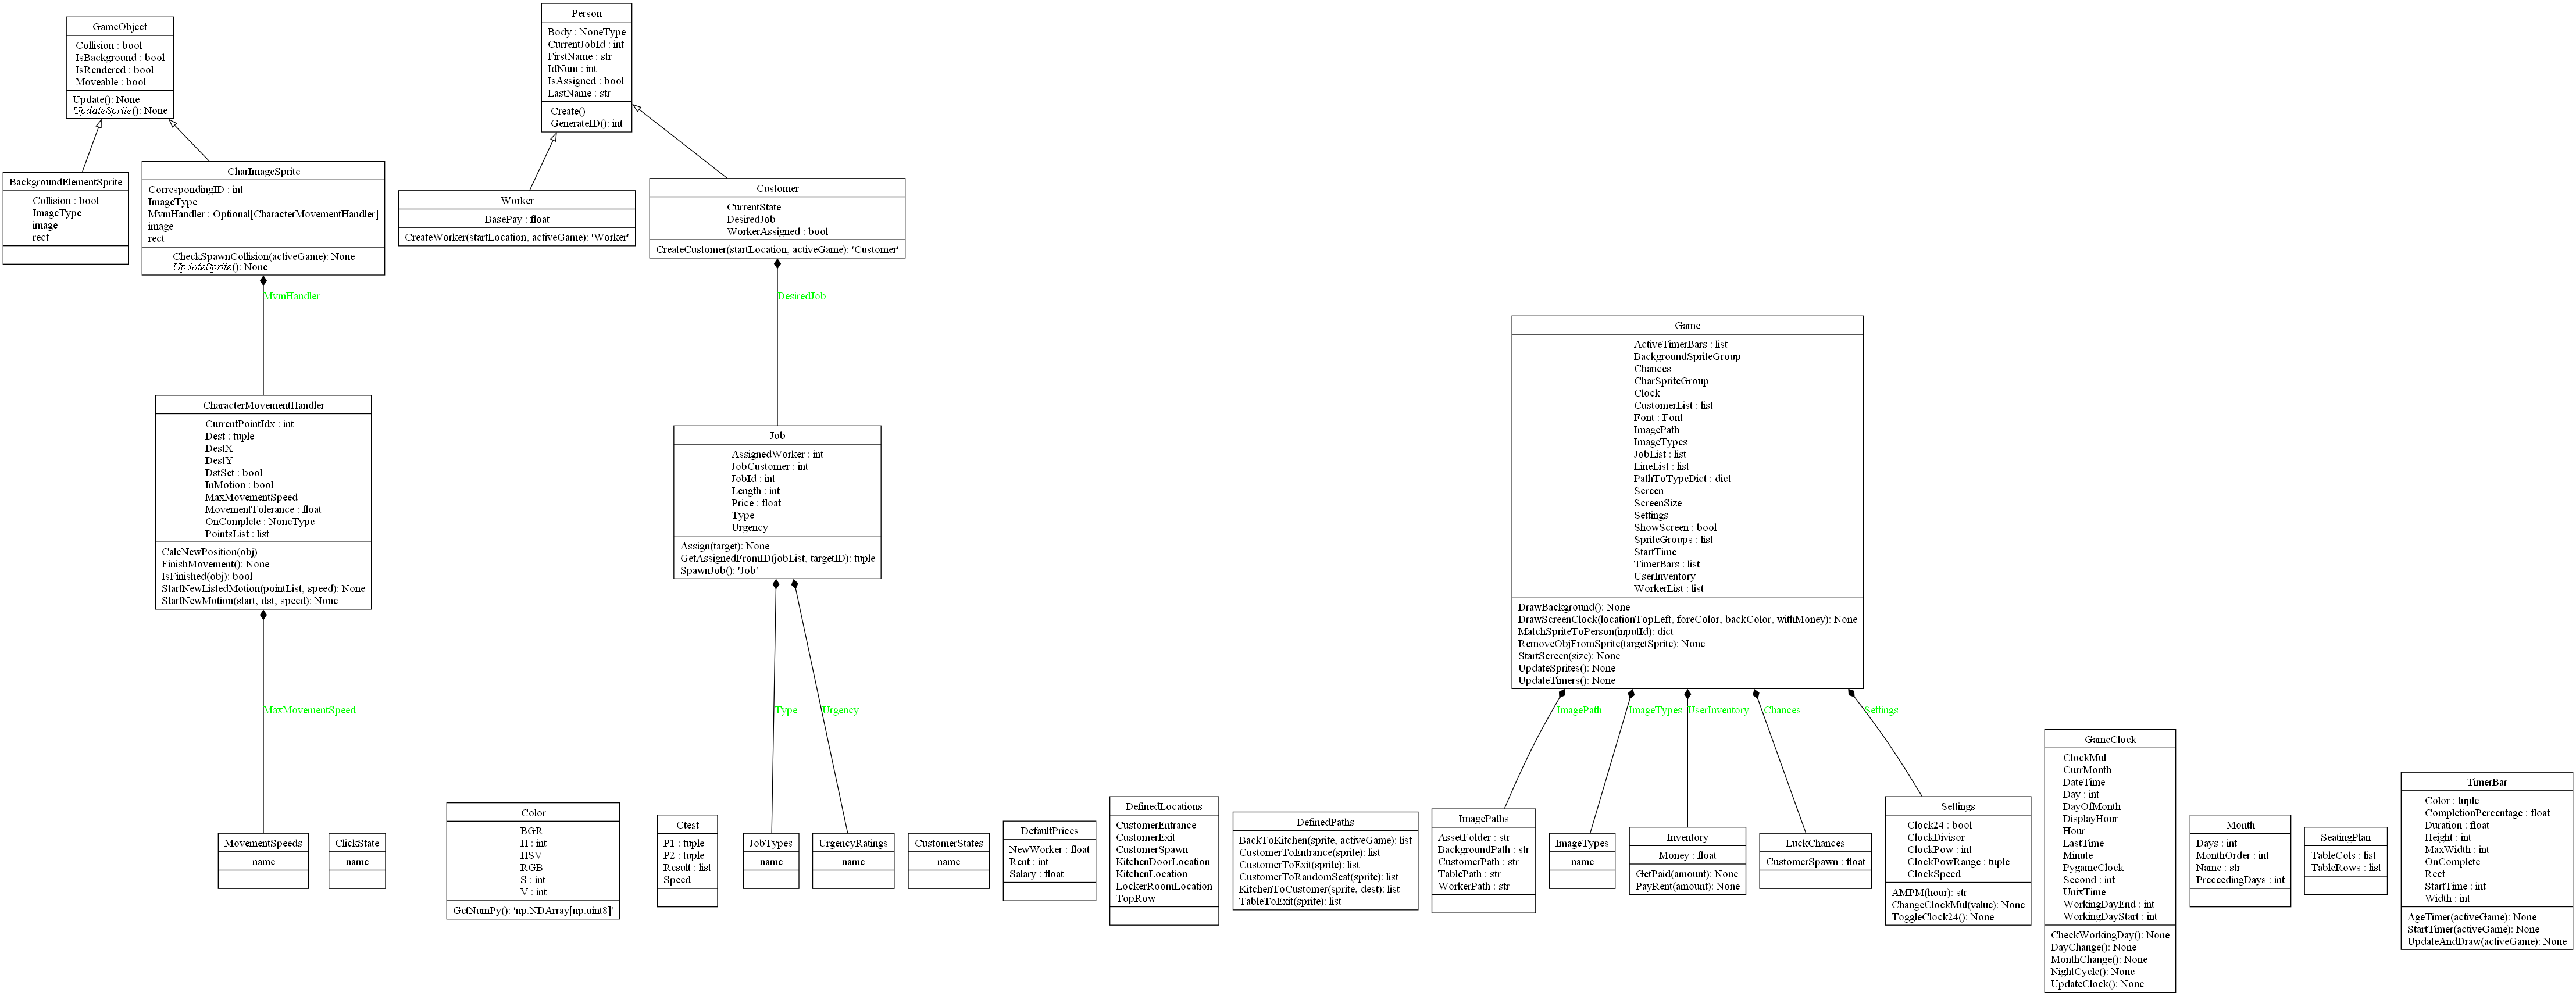 GameObject
Collision : bool
IsBackground : bool
IsRendered : bool
Moveable : bool
Update(): None
UpdateSprite(): None
Person
Body : NoneType
CurrentJobId : int
FirstName : str
IdNum : int
IsAssigned : bool
LastName : str
Create()
GenerateID(): int
BackgroundElementSprite
Collision : bool
ImageType
image
rect
CharImageSprite
CorrespondingID : int
ImageType
MvmHandler : Optional[CharacterMovementHandler]
image
rect
CheckSpawnCollision(activeGame): None
UpdateSprite(): None
Worker
BasePay : float
CreateWorker(startLocation, activeGame): 'Worker'
Customer
CurrentState
DesiredJob
WorkerAssigned : bool
CreateCustomer(startLocation, activeGame): 'Customer'
MvmHandler
DesiredJob
CharacterMovementHandler
CurrentPointIdx : int
Dest : tuple
DestX
DestY
DstSet : bool
InMotion : bool
MaxMovementSpeed
MovementTolerance : float
OnComplete : NoneType
PointsList : list
CalcNewPosition(obj)
FinishMovement(): None
IsFinished(obj): bool
StartNewListedMotion(pointList, speed): None
StartNewMotion(start, dst, speed): None
Job
AssignedWorker : int
JobCustomer : int
JobId : int
Length : int
Price : float
Type
Urgency
Assign(target): None
GetAssignedFromID(jobList, targetID): tuple
SpawnJob(): 'Job'
Game
ActiveTimerBars : list
BackgroundSpriteGroup
Chances
CharSpriteGroup
Clock
CustomerList : list
Font : Font
ImagePath
ImageTypes
JobList : list
LineList : list
PathToTypeDict : dict
Screen
ScreenSize
Settings
ShowScreen : bool
SpriteGroups : list
StartTime
TimerBars : list
UserInventory
WorkerList : list
DrawBackground(): None
DrawScreenClock(locationTopLeft, foreColor, backColor, withMoney): None
MatchSpriteToPerson(inputId): dict
RemoveObjFromSprite(targetSprite): None
StartScreen(size): None
UpdateSprites(): None
UpdateTimers(): None
MaxMovementSpeed
Type
Urgency
ImagePath
ImageTypes
UserInventory
Chances
Settings
MovementSpeeds
name
ClickState
name
Color
BGR
H : int
HSV
RGB
S : int
V : int
GetNumPy(): 'np.NDArray[np.uint8]'
Ctest
P1 : tuple
P2 : tuple
Result : list
Speed
JobTypes
name
UrgencyRatings
name
CustomerStates
name
DefaultPrices
NewWorker : float
Rent : int
Salary : float
DefinedLocations
CustomerEntrance
CustomerExit
CustomerSpawn
KitchenDoorLocation
KitchenLocation
LockerRoomLocation
TopRow
DefinedPaths
BackToKitchen(sprite, activeGame): list
CustomerToEntrance(sprite): list
CustomerToExit(sprite): list
CustomerToRandomSeat(sprite): list
KitchenToCustomer(sprite, dest): list
TableToExit(sprite): list
ImagePaths
AssetFolder : str
BackgroundPath : str
CustomerPath : str
TablePath : str
WorkerPath : str
ImageTypes
name
Inventory
Money : float
GetPaid(amount): None
PayRent(amount): None
LuckChances
CustomerSpawn : float
Settings
Clock24 : bool
ClockDivisor
ClockPow : int
ClockPowRange : tuple
ClockSpeed
AMPM(hour): str
ChangeClockMul(value): None
ToggleClock24(): None
GameClock
ClockMul
CurrMonth
DateTime
Day : int
DayOfMonth
DisplayHour
Hour
LastTime
Minute
PygameClock
Second : int
UnixTime
WorkingDayEnd : int
WorkingDayStart : int
CheckWorkingDay(): None
DayChange(): None
MonthChange(): None
NightCycle(): None
UpdateClock(): None
Month
Days : int
MonthOrder : int
Name : str
PreceedingDays : int
SeatingPlan
TableCols : list
TableRows : list
TimerBar
Color : tuple
CompletionPercentage : float
Duration : float
Height : int
MaxWidth : int
OnComplete
Rect
StartTime : int
Width : int
AgeTimer(activeGame): None
StartTimer(activeGame): None
UpdateAndDraw(activeGame): None